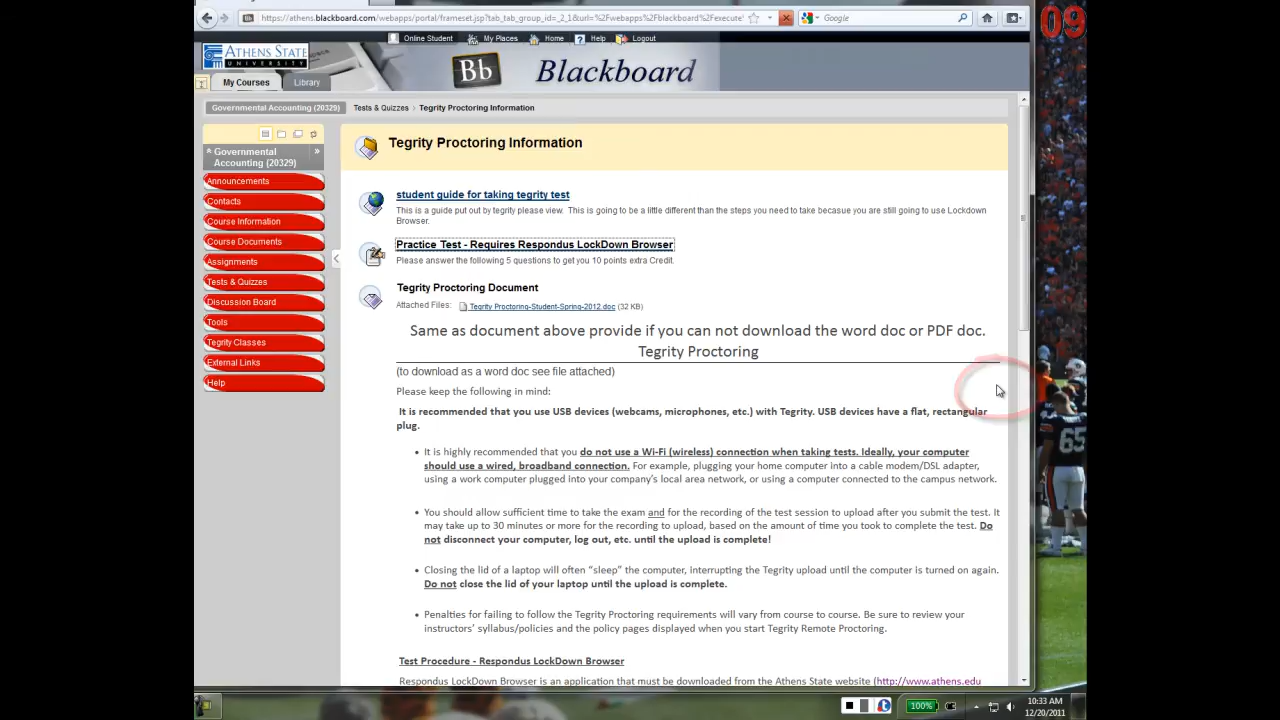 https://athens.blackboard.com/webapps/portal/frameset.jsp?tab_tab_group_id=_2_1&url=%2Fwebapps%2Fblackboard%2Fexecute'
Google
09
Online Student
My Places
Home
Help
Logout
ATHENS STATE
UNIVERSITY
Bb
Blackboard
My Courses
Library
Governmental Accounting (20329)
Tests & Quizzes
Tegrity Proctoring Information
Governmental
Accounting (20329)
Announcements
Contacts
Course Information
Course Documents
Assignments
Tests & Quizzes
Discussion Board
Tools
Tegrity Classes
External Links
Help
Tegrity Proctoring Information
student guide for taking tegrity test
This is a guide put out by tegrity please view. This is going to be a little different than the steps you need to take becasue you are still going to use Lockdown
Browser.
Practice Test - Requires Respondus LockDown Browser
Please answer the following 5 questions to get you 10 points extra Credit.
Tegrity Proctoring Document
Attached Files: Tegrity Proctoring-Student-Spring-2012.doc (32 KB)
Same as document above provide if you can not download the word doc or PDF doc.
Tegrity Proctoring
(to download as a word doc see file attached)
Please keep the following in mind:
It is recommended that you use USB devices (webcams, microphones, etc.) with Tegrity. USB devices have a flat, rectangular
plug.
• It is highly recommended that you do not use a Wi-Fi (wireless) connection when taking tests. Ideally, your computer
should use a wired, broadband connection. For example, plugging your home computer into a cable modem/DSL adapter,
using a work computer plugged into your company's local area network, or using a computer connected to the campus network.
• You should allow sufficient time to take the exam and for the recording of the test session to upload after you submit the test. It
may take up to 30 minutes or more for the recording to upload, based on the amount of time you took to complete the test. Do
not disconnect your computer, log out, etc. until the upload is complete!
• Closing the lid of a laptop will often “sleep” the computer, interrupting the Tegrity upload until the computer is turned on again.
Do not close the lid of your laptop until the upload is complete.
• Penalties for failing to follow the Tegrity Proctoring requirements will vary from course to course. Be sure to review your
instructors' syllabus/policies and the policy pages displayed when you start Tegrity Remote Proctoring.
Test Procedure - Respondus LockDown Browser
Respondus LockDown Browser is an application that must be downloaded from the Athens State website (http://www.athens.edu
65
100%
10:33 AM
12/20/2011